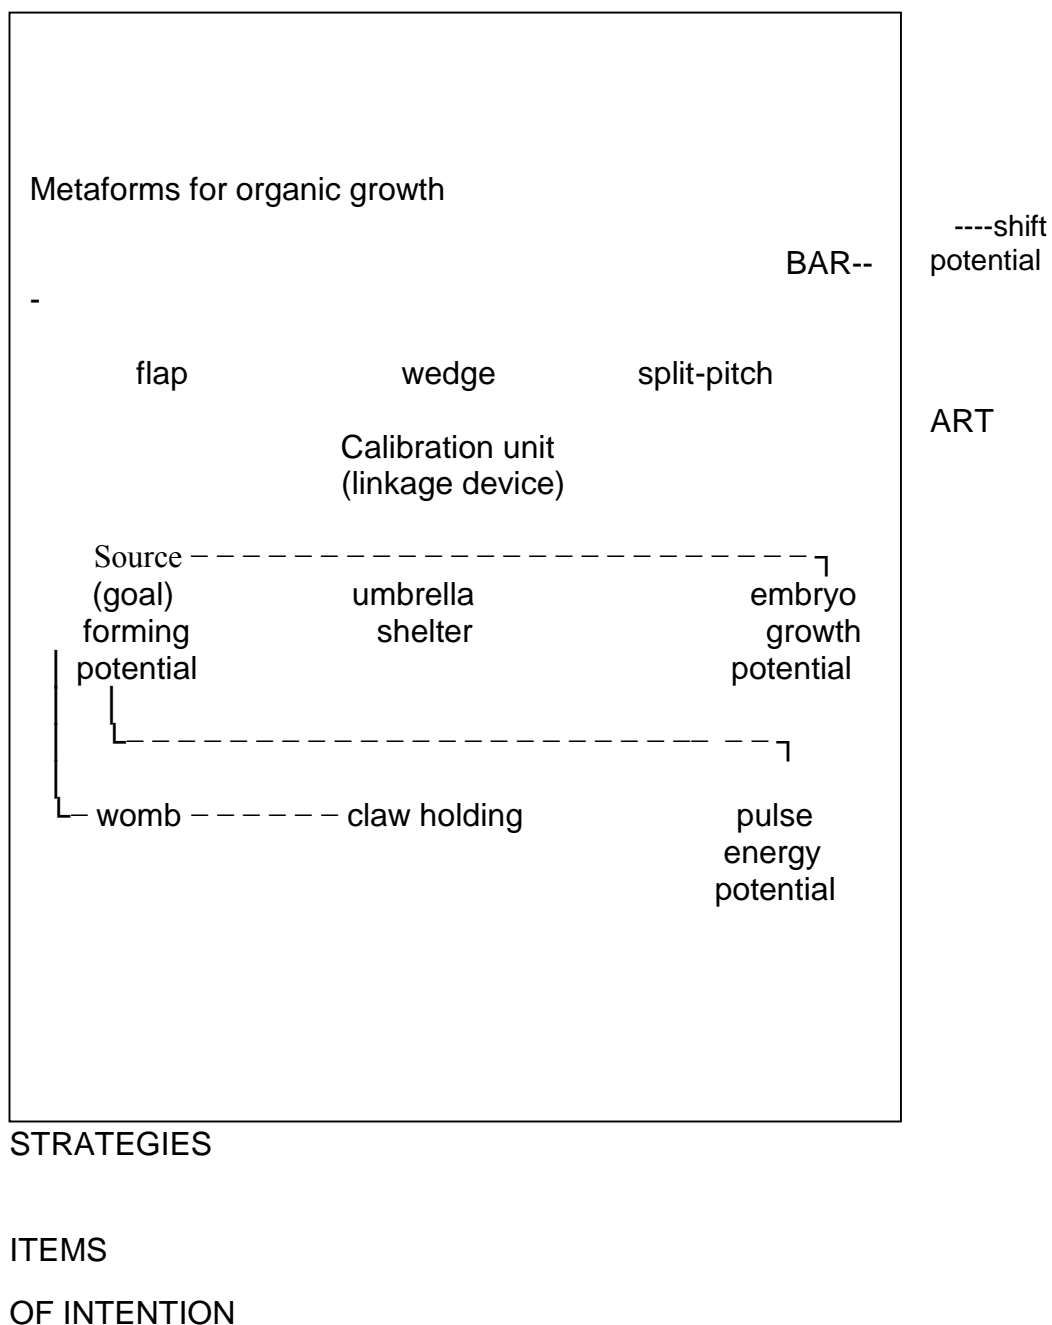 Metaforms for organic growth
----shift
BAR-- potential
-
flap wedge split-pitch
ART
Calibration unit
(linkage device)
Source
(goal) umbrella embryo
forming shelter growth
potential potential
womb claw holding pulse
energy
potential
STRATEGIES
ITEMS
OF INTENTION